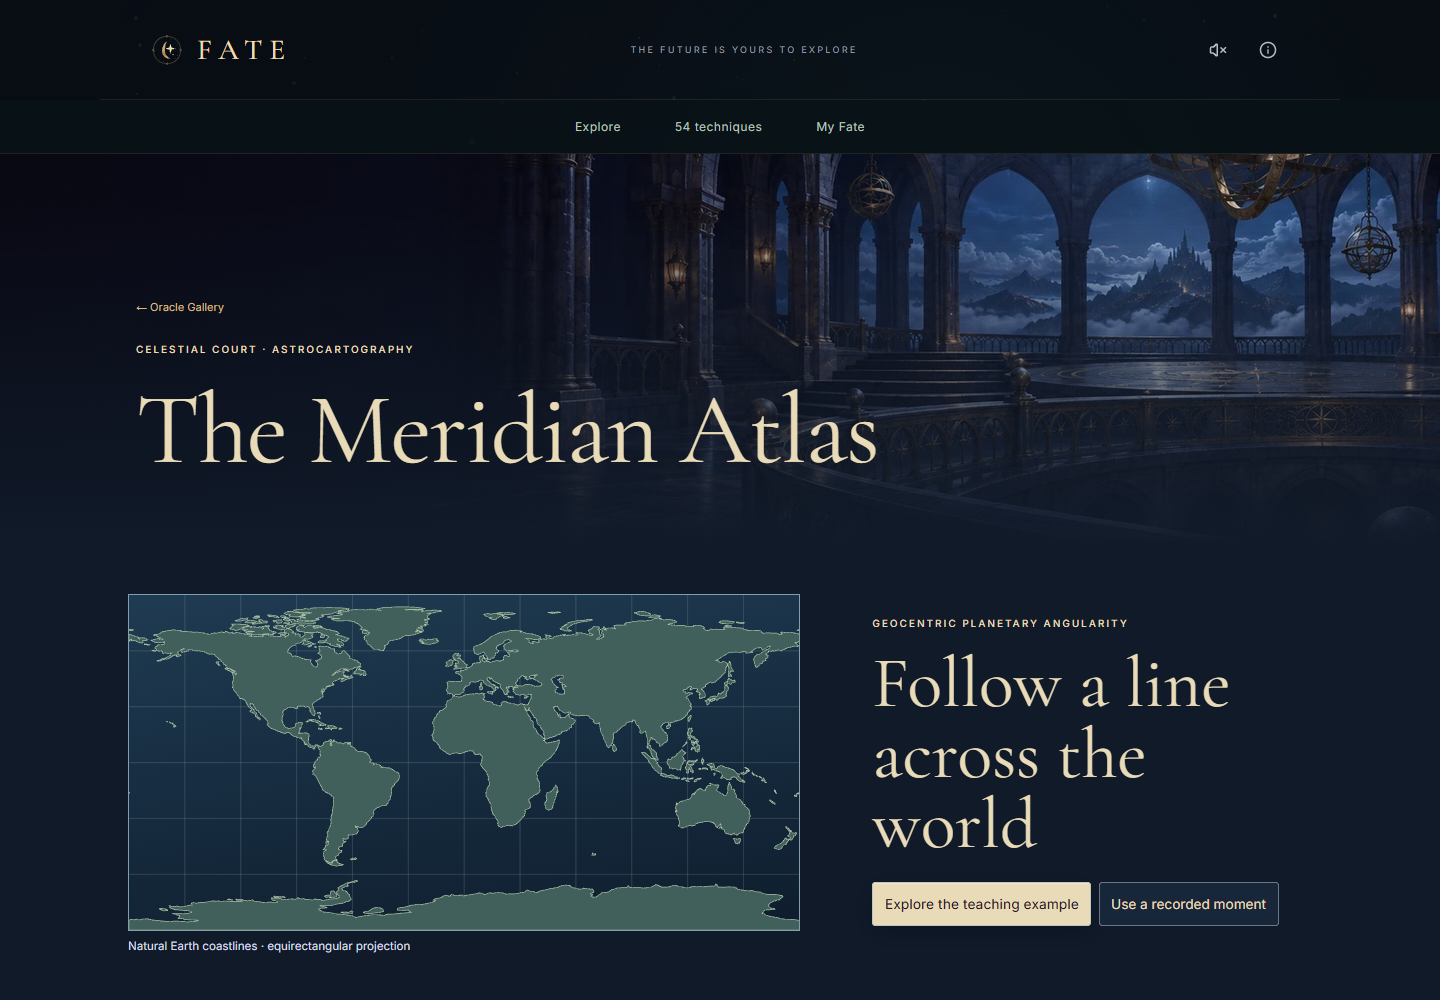 FATE
THE FUTURE IS YOURS TO EXPLORE
Explore
54 techniques
My Fate
← Oracle Gallery
CELESTIAL COURT · ASTROCARTOGRAPHY
The Meridian Atlas
GEOCENTRIC PLANETARY ANGULARITY
Follow a line
across the
world
Explore the teaching example
Use a recorded moment
Natural Earth coastlines · equirectangular projection